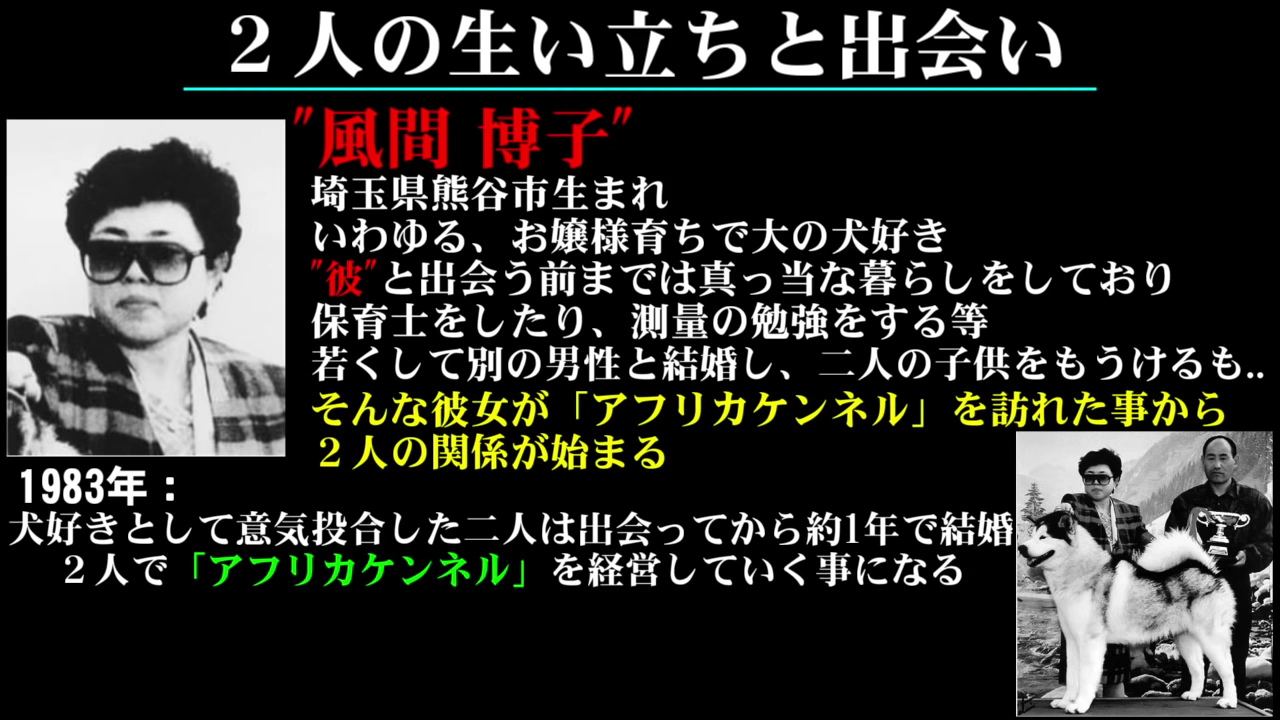 ２人の生い立ちと出会い
"風間 博子"
埼玉県熊谷市生まれ
いわゆる、お嬢様育ちで大の犬好き
"彼"と出会う前までは真っ当な暮らしをしており
保育士をしたり、測量の勉強をする等
若くして別の男性と結婚し、二人の子供をもうけるも..
そんな彼女が「アフリカケンネル」を訪れた事から
２人の関係が始まる
1983年：
犬好きとして意気投合した二人は出会ってから約1年で結婚
２人で「アフリカケンネル」を経営していく事になる